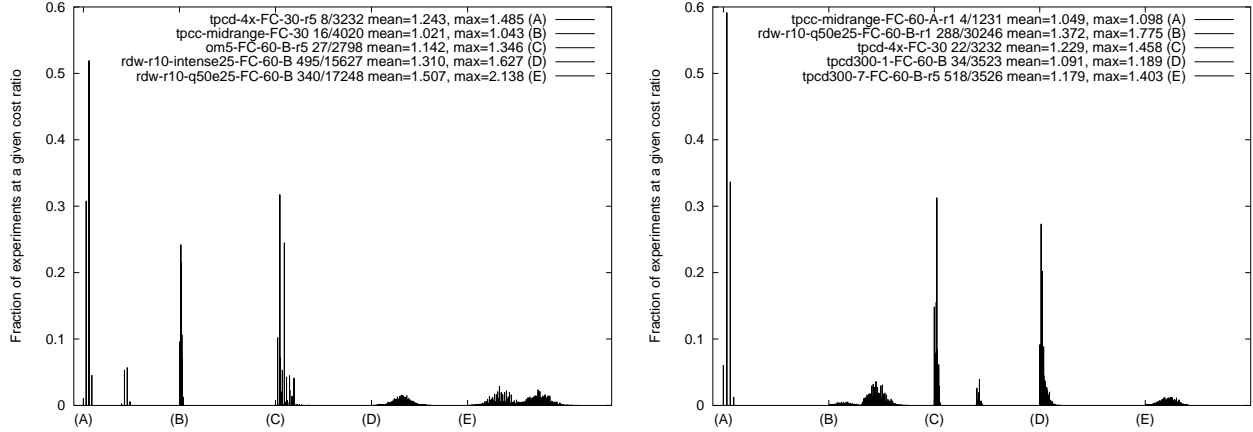 tpcd-4x-FC-30-r5 8/3232 mean=1.243, max=1.485 (A)
tpcc-midrange-FC-30 16/4020 mean=1.021, max=1.043 (B)
om5-FC-60-B-r5 27/2798 mean=1.142, max=1.346 (C)
rdw-r10-intense25-FC-60-B 495/15627 mean=1.310, max=1.627 (D)
rdw-r10-q50e25-FC-60-B 340/17248 mean=1.507, max=2.138 (E)
Fraction of experiments at a given cost ratio
0.6
0.5
0.4
0.3
0.2
0.1
0
(A) (B) (C) (D) (E)
tpcc-midrange-FC-60-A-r1 4/1231 mean=1.049, max=1.098 (A)
rdw-r10-q50e25-FC-60-B-r1 288/30246 mean=1.372, max=1.775 (B)
tpcd-4x-FC-30 22/3232 mean=1.229, max=1.458 (C)
tpcd300-1-FC-60-B 34/3523 mean=1.091, max=1.189 (D)
tpcd300-7-FC-60-B-r5 518/3526 mean=1.179, max=1.403 (E)
Fraction of experiments at a given cost ratio
0.6
0.5
0.4
0.3
0.2
0.1
0
(A) (B) (C) (D) (E)